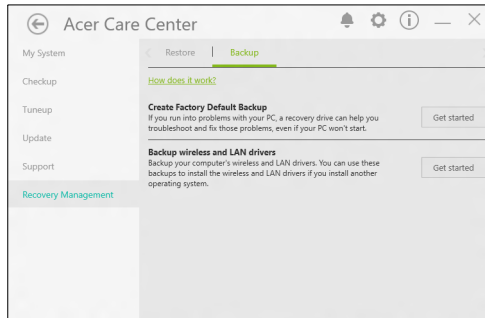 Acer Care Center
My System
Restore
Backup
Checkup
How does it work?
Tuneup
Create Factory Default Backup
If you run into problems with your PC, a recovery drive can help you
troubleshoot and fix those problems, even if your PC won't start.
Get started
Update
Backup wireless and LAN drivers
Backup your computer's wireless and LAN drivers. You can use these
backups to install the wireless and LAN drivers if you install another
operating system.
Get started
Support
Recovery Management